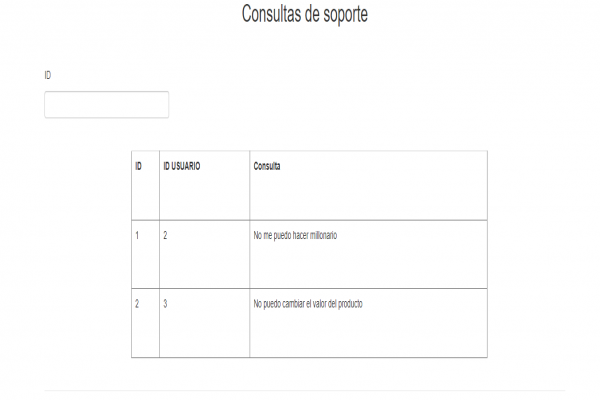 Consultas de soporte
ID
ID ID USUARIO Consulta
1 2 No me puedo hacer millonario
2 3 No puedo cambiar el valor del producto